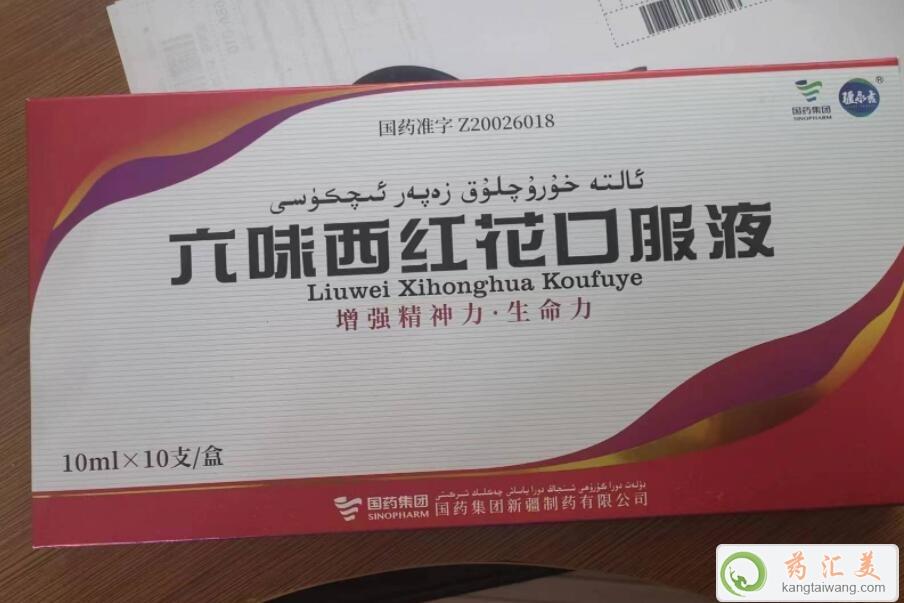 国药准字 Z20026018
国药集团
SINOPHARM
®
ئالتە خۇرۇچلۇق زەپەر ئىچكۈسى
六味西红花口服液
Liuwei Xihonghua Koufuye
增强精神力·生命力
10ml×10支/盒
国药集团
SINOPHARM
国药集团新疆制药有限公司
药汇美
kangtaiwang.com